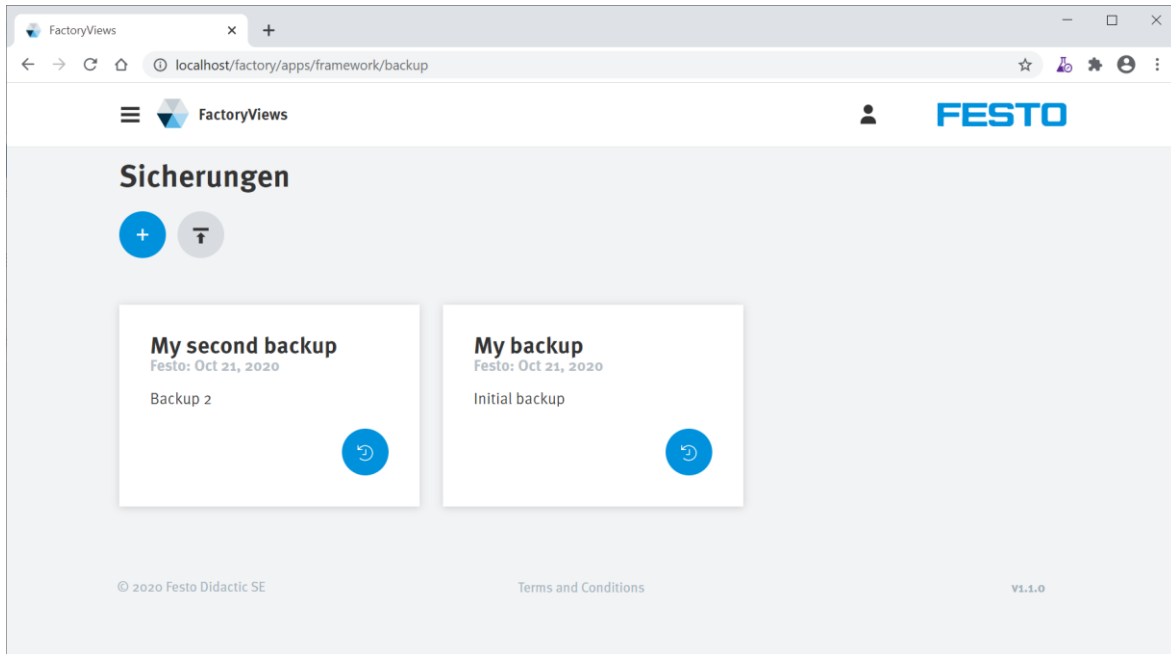 FactoryViews
localhost/factory/apps/framework/backup
FactoryViews
FESTO
Sicherungen
My second backup
Festo: Oct 21, 2020
Backup 2
My backup
Festo: Oct 21, 2020
Initial backup
© 2020 Festo Didactic SE
Terms and Conditions
v1.1.0